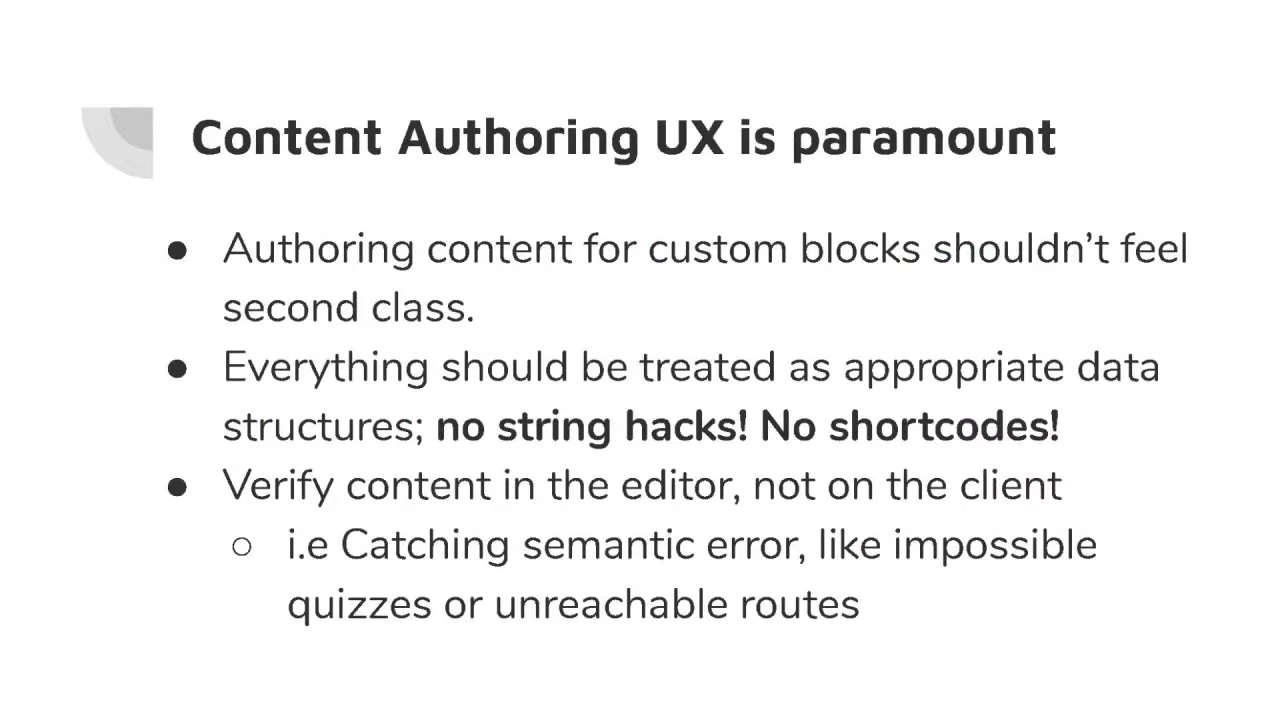 Content Authoring UX is paramount
● Authoring content for custom blocks shouldn’t feel
second class.
● Everything should be treated as appropriate data
structures; no string hacks! No shortcodes!
● Verify content in the editor, not on the client
○ i.e Catching semantic error, like impossible
quizzes or unreachable routes